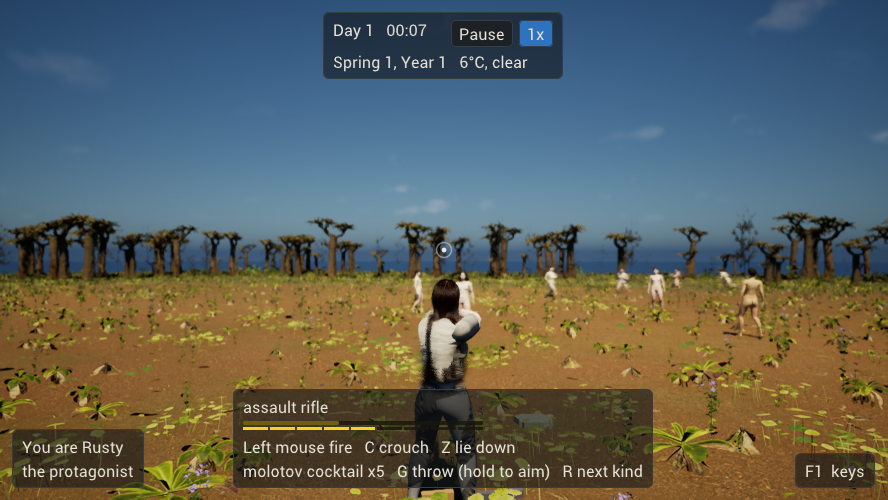 Day 1 00:07 Pause 1x
Spring 1, Year 1 6°C, clear
assault rifle
Left mouse fire C crouch Z lie down
molotov cocktail x5 G throw (hold to aim) R next kind
You are Rusty
the protagonist
F1 keys